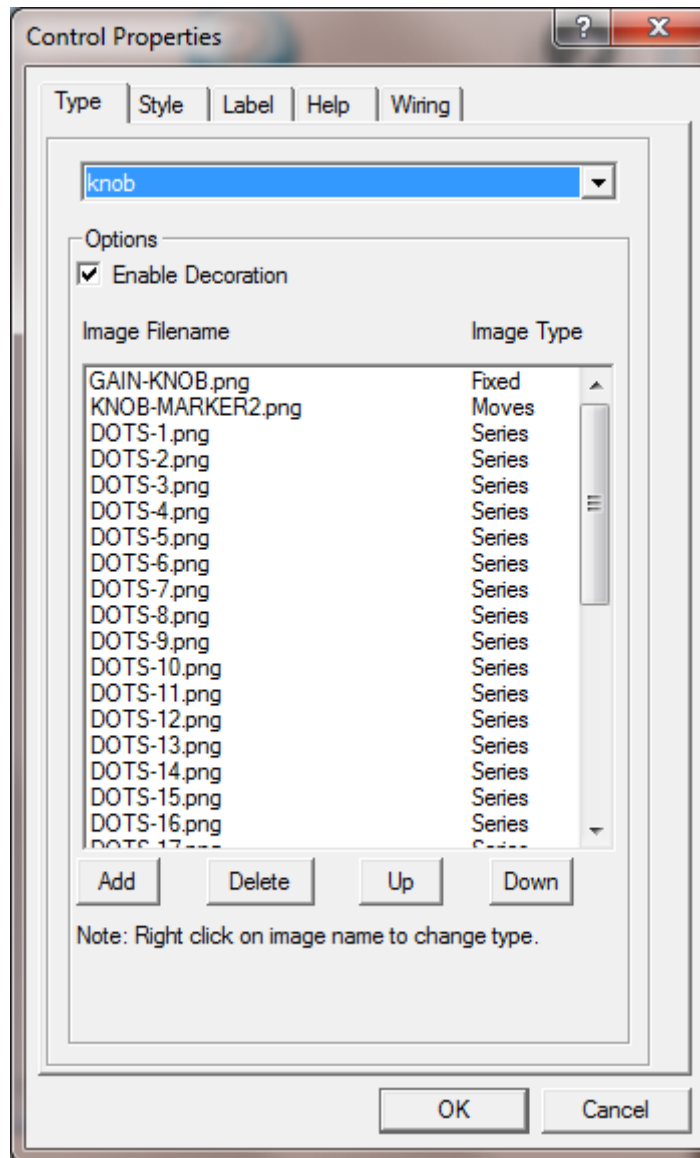 Control Properties
Type Style Label Help Wiring
knob
Options
Enable Decoration
Image Filename Image Type
GAIN-KNOB.png Fixed
KNOB-MARKER2.png Moves
DOTS-1.png Series
DOTS-2.png Series
DOTS-3.png Series
DOTS-4.png Series
DOTS-5.png Series
DOTS-6.png Series
DOTS-7.png Series
DOTS-8.png Series
DOTS-9.png Series
DOTS-10.png Series
DOTS-11.png Series
DOTS-12.png Series
DOTS-13.png Series
DOTS-14.png Series
DOTS-15.png Series
DOTS-16.png Series
DOTS-17.png Series
Add Delete Up Down
Note: Right click on image name to change type.
OK Cancel